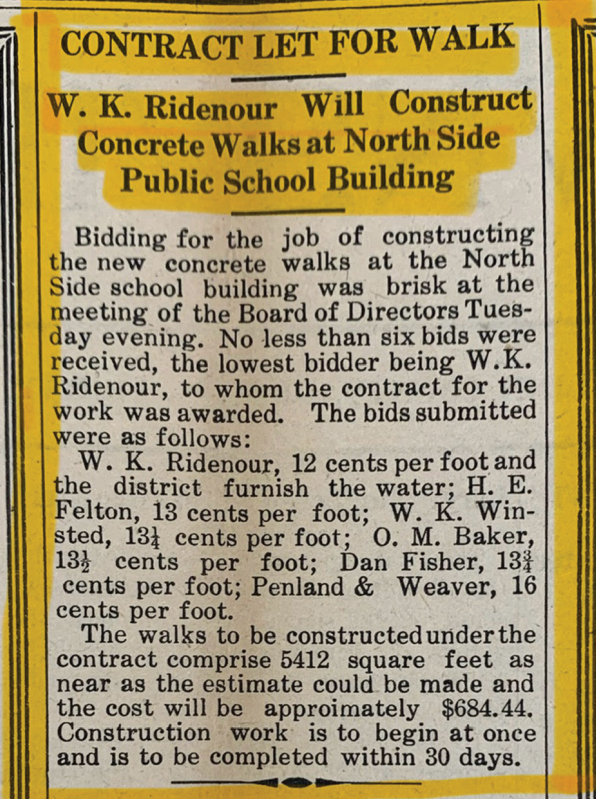 CONTRACT LET FOR WALK
W. K. Ridenour Will Construct
Concrete Walks at North Side
Public School Building
Bidding for the job of constructing
the new concrete walks at the North
Side school building was brisk at the
meeting of the Board of Directors Tues-
day evening. No less than six bids were
received, the lowest bidder being W.K.
Ridenour, to whom the contract for the
work was awarded. The bids submitted
were as follows:
W. K. Ridenour, 12 cents per foot and
the district furnish the water; H. E.
Felton, 13 cents per foot; W. K. Win-
sted, 13¼ cents per foot; O. M. Baker,
13½ cents per foot; Dan Fisher, 13¾
cents per foot; Penland & Weaver, 16
cents per foot.
The walks to be constructed under the
contract comprise 5412 square feet as
near as the estimate could be made and
the cost will be approimately $684.44.
Construction work is to begin at once
and is to be completed within 30 days.